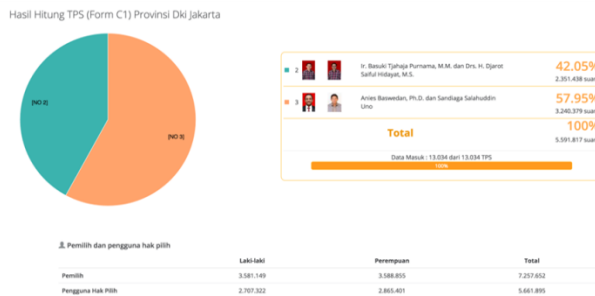 Hasil Hitung TPS (Form C1) Provinsi Dki Jakarta
[NO 2]
[NO 3]
2 Ir. Basuki Tjahaja Purnama, M.M. dan Drs. H. Djarot Saiful Hidayat, M.S.
42.05%
2.351.438 suar
3 Anies Baswedan, Ph.D. dan Sandiaga Salahuddin Uno
57.95%
3.240.379 suar
Total
100%
5.591.817 suar
Data Masuk : 13.034 dari 13.034 TPS
100%
Pemilih dan pengguna hak pilih
Laki-laki Perempuan Total
Pemilih 3.581.149 3.588.855 7.257.652
Pengguna Hak Pilih 2.707.322 2.865.401 5.661.895